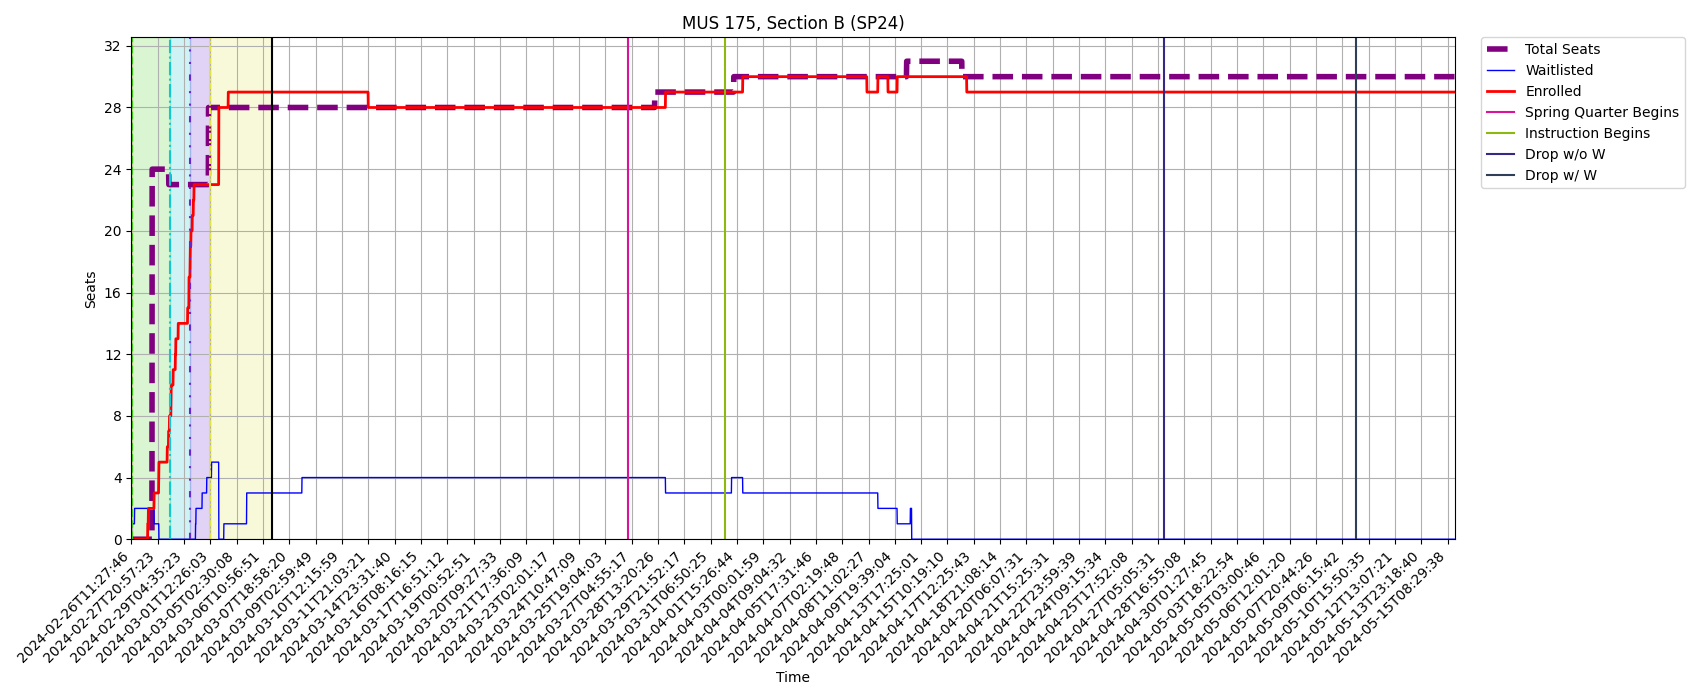 MUS 175, Section B (SP24)
Total Seats
Waitlisted
Enrolled
Spring Quarter Begins
Instruction Begins
Drop w/o W
Drop w/ W
Seats
32
28
24
20
16
12
8
4
0
2024-02-26T11:27:46
2024-02-27T20:57:23
2024-02-29T04:35:23
2024-03-01T12:26:03
2024-03-05T02:30:08
2024-03-06T10:56:51
2024-03-07T18:58:20
2024-03-09T02:59:49
2024-03-10T12:15:59
2024-03-11T21:03:21
2024-03-14T23:31:40
2024-03-16T08:16:15
2024-03-17T16:51:12
2024-03-19T00:52:51
2024-03-20T09:27:33
2024-03-21T17:36:09
2024-03-23T02:01:17
2024-03-24T10:47:09
2024-03-25T19:04:03
2024-03-27T04:55:17
2024-03-28T13:20:26
2024-03-29T21:52:17
2024-03-31T06:50:25
2024-04-01T15:26:44
2024-04-03T00:01:59
2024-04-04T09:04:32
2024-04-05T17:31:46
2024-04-07T02:19:48
2024-04-08T11:02:27
2024-04-09T19:39:04
2024-04-13T17:25:01
2024-04-15T10:19:10
2024-04-17T12:25:43
2024-04-18T21:08:14
2024-04-20T06:07:31
2024-04-21T15:25:31
2024-04-22T23:59:39
2024-04-24T09:15:34
2024-04-25T17:52:08
2024-04-27T05:05:31
2024-04-28T16:55:08
2024-04-30T01:27:45
2024-05-03T18:22:54
2024-05-05T03:00:46
2024-05-06T12:01:20
2024-05-07T20:44:26
2024-05-09T06:15:42
2024-05-10T15:50:35
2024-05-12T13:07:21
2024-05-13T23:18:40
2024-05-15T08:29:38
Time